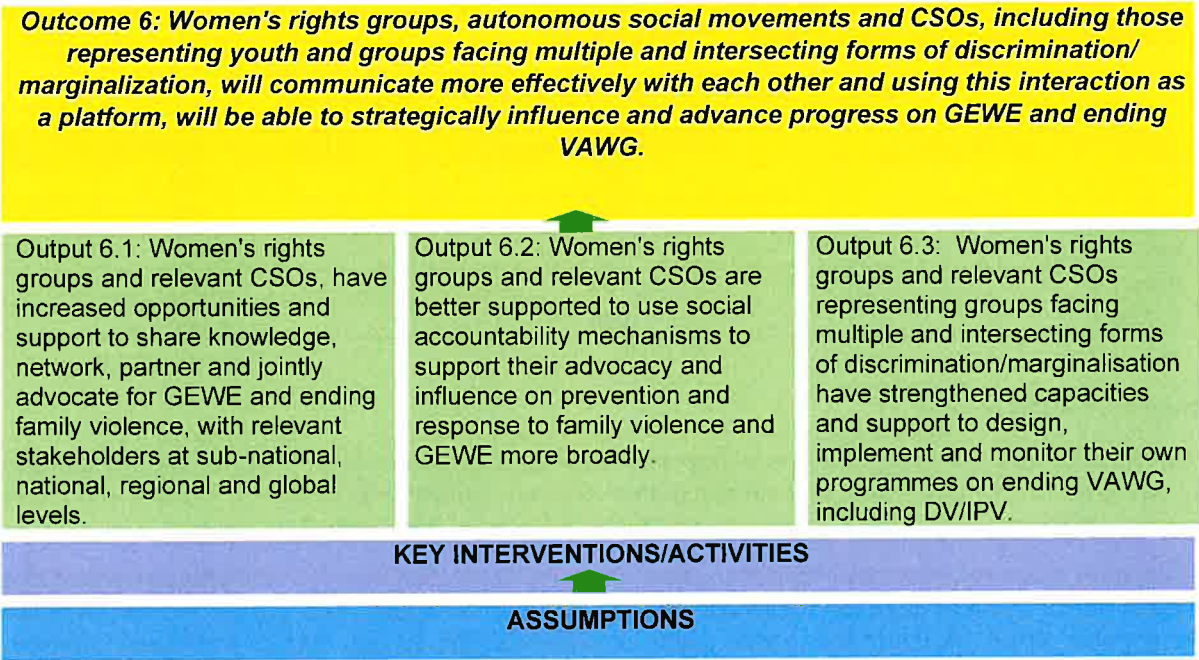 Outcome 6: Women's rights groups, autonomous social movements and CSOs, including those
representing youth and groups facing multiple and intersecting forms of discrimination/
marginalization, will communicate more effectively with each other and using this interaction as
a platform, will be able to strategically influence and advance progress on GEWE and ending
VAWG.
Output 6.1: Women's rights
groups and relevant CSOs, have
increased opportunities and
support to share knowledge,
network, partner and jointly
advocate for GEWE and ending
family violence, with relevant
stakeholders at sub-national,
national, regional and global
levels.
Output 6.2: Women's rights
groups and relevant CSOs are
better supported to use social
accountability mechanisms to
support their advocacy and
influence on prevention and
response to family violence and
GEWE more broadly.
Output 6.3: Women's rights
groups and relevant CSOs
representing groups facing
multiple and intersecting forms
of discrimination/marginalisation
have strengthened capacities
and support to design,
implement and monitor their own
programmes on ending VAWG,
including DV/IPV.
KEY INTERVENTIONS/ACTIVITIES
ASSUMPTIONS